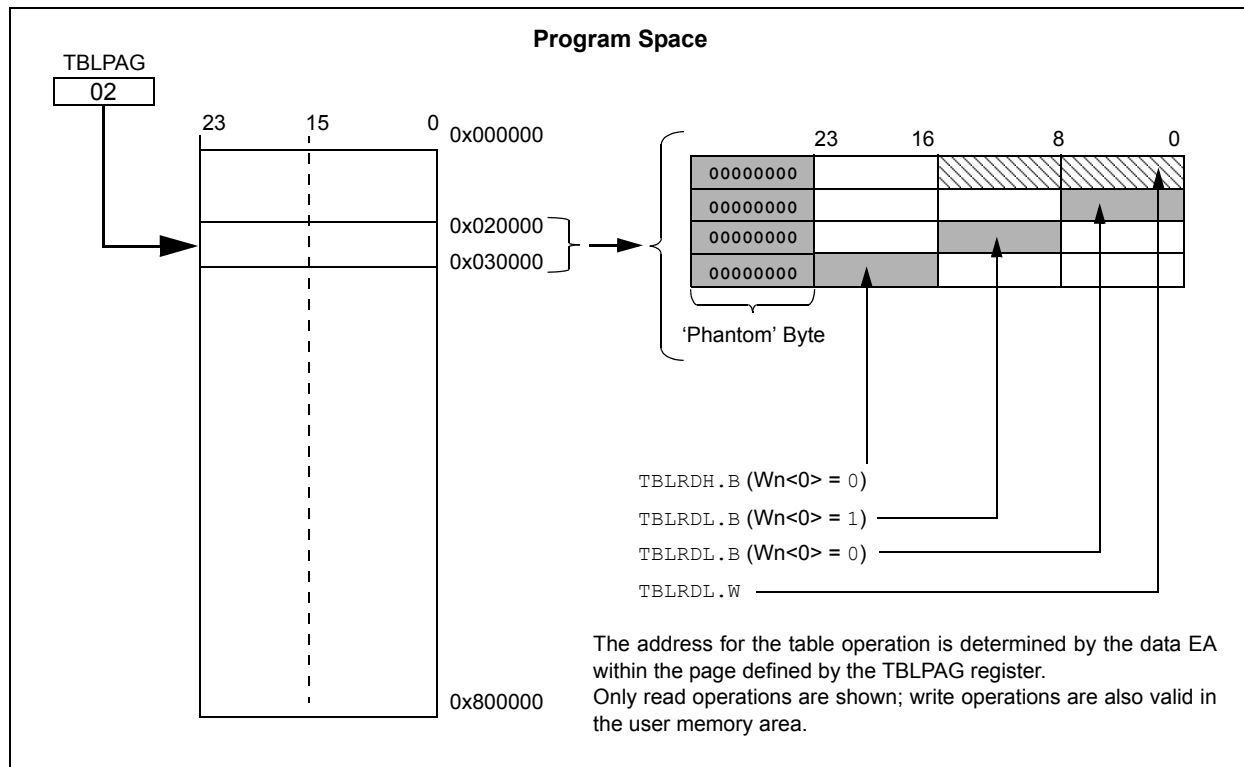 Program Space
TBLPAG
02
23 15 0
0x000000
0x020000
0x030000
0x800000
23 16 8 0
00000000
00000000
00000000
00000000
‘Phantom’ Byte
TBLRDH.B (Wn<0> = 0)
TBLRDL.B (Wn<0> = 1)
TBLRDL.B (Wn<0> = 0)
TBLRDL.W
The address for the table operation is determined by the data EA
within the page defined by the TBLPAG register.
Only read operations are shown; write operations are also valid in
the user memory area.